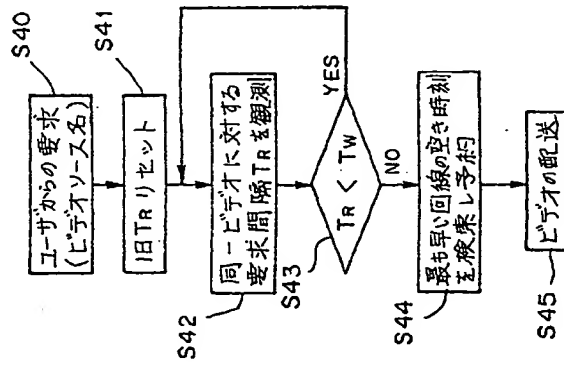 S40
ユーザからの要求
(ビデオソース名)
S41
旧TR リセット
S42
同一ビデオに対する
要求間隔TRを観測
S43
TR < TW
YES
NO
S44
最も早い回線の空き時刻
を検索し予約
S45
ビデオの配送